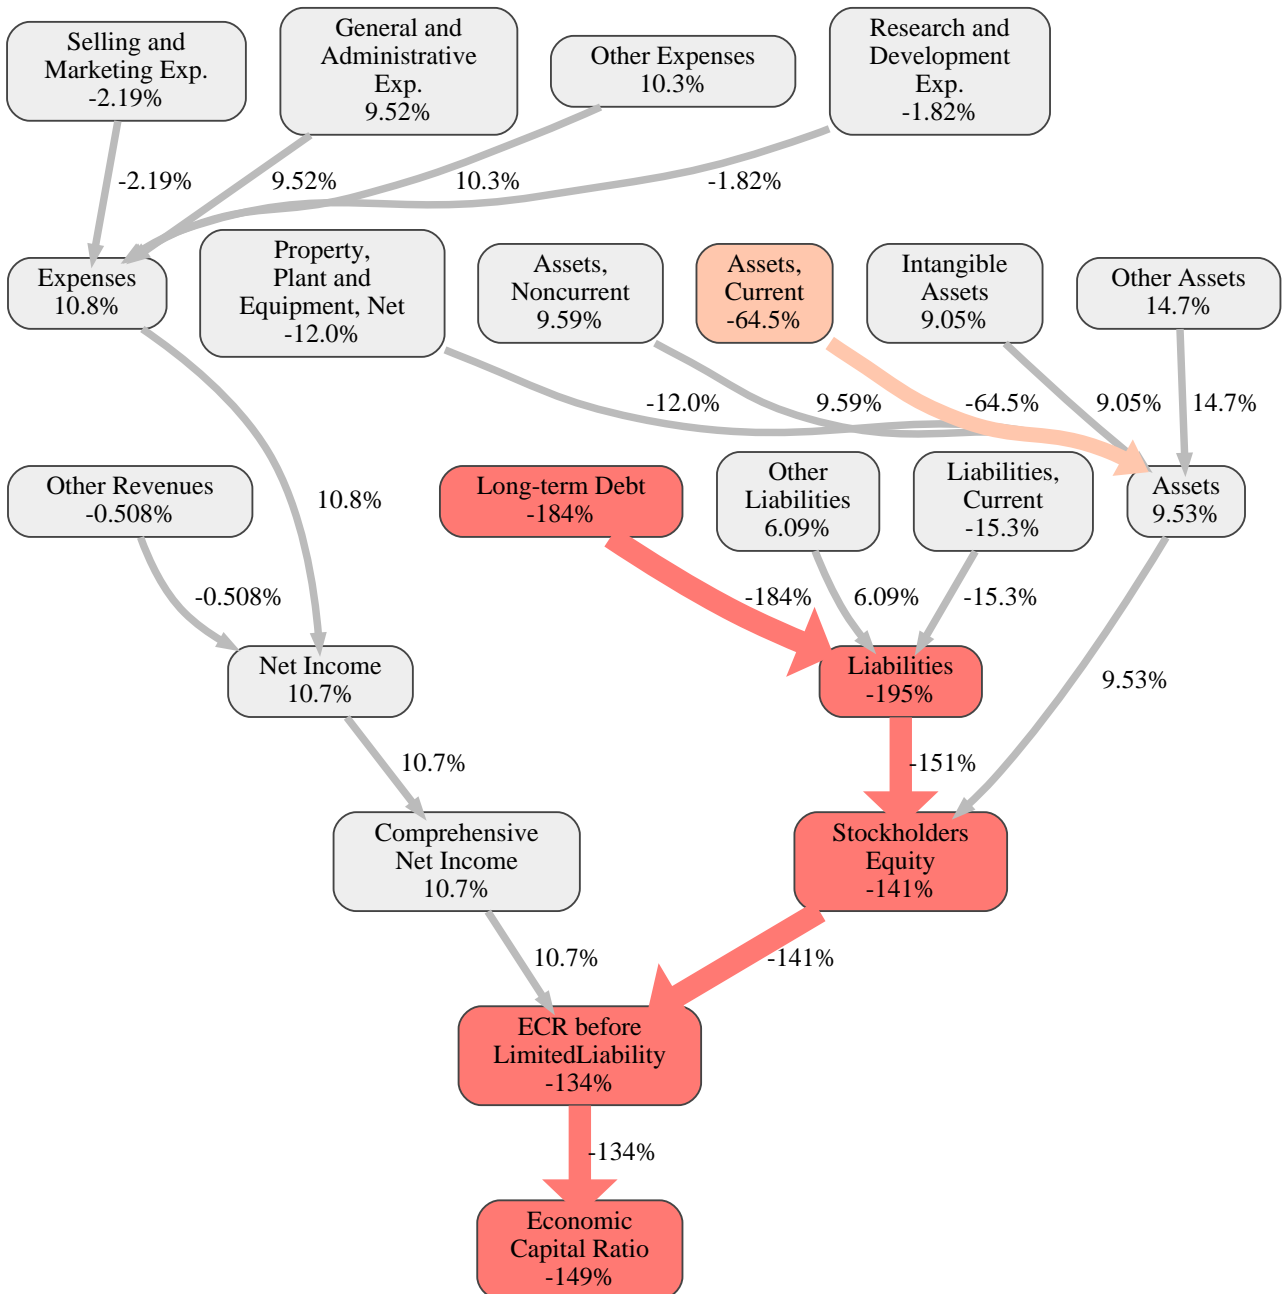 Selling and
Marketing Exp.
-2.19%
General and
Administrative
Exp.
9.52%
Other Expenses
10.3%
Research and
Development
Exp.
-1.82%
-2.19%
9.52%
10.3%
-1.82%
Expenses
10.8%
Property,
Plant and
Equipment, Net
-12.0%
Assets,
Noncurrent
9.59%
Assets,
Current
-64.5%
Intangible
Assets
9.05%
Other Assets
14.7%
-12.0%
9.59%
-64.5%
9.05%
14.7%
Other Revenues
-0.508%
10.8%
Long-term Debt
-184%
Other
Liabilities
6.09%
Liabilities,
Current
-15.3%
Assets
9.53%
-0.508%
-184%
6.09%
-15.3%
Net Income
10.7%
Liabilities
-195%
9.53%
10.7%
-151%
Comprehensive
Net Income
10.7%
Stockholders
Equity
-141%
10.7%
-141%
ECR before
LimitedLiability
-134%
-134%
Economic
Capital Ratio
-149%